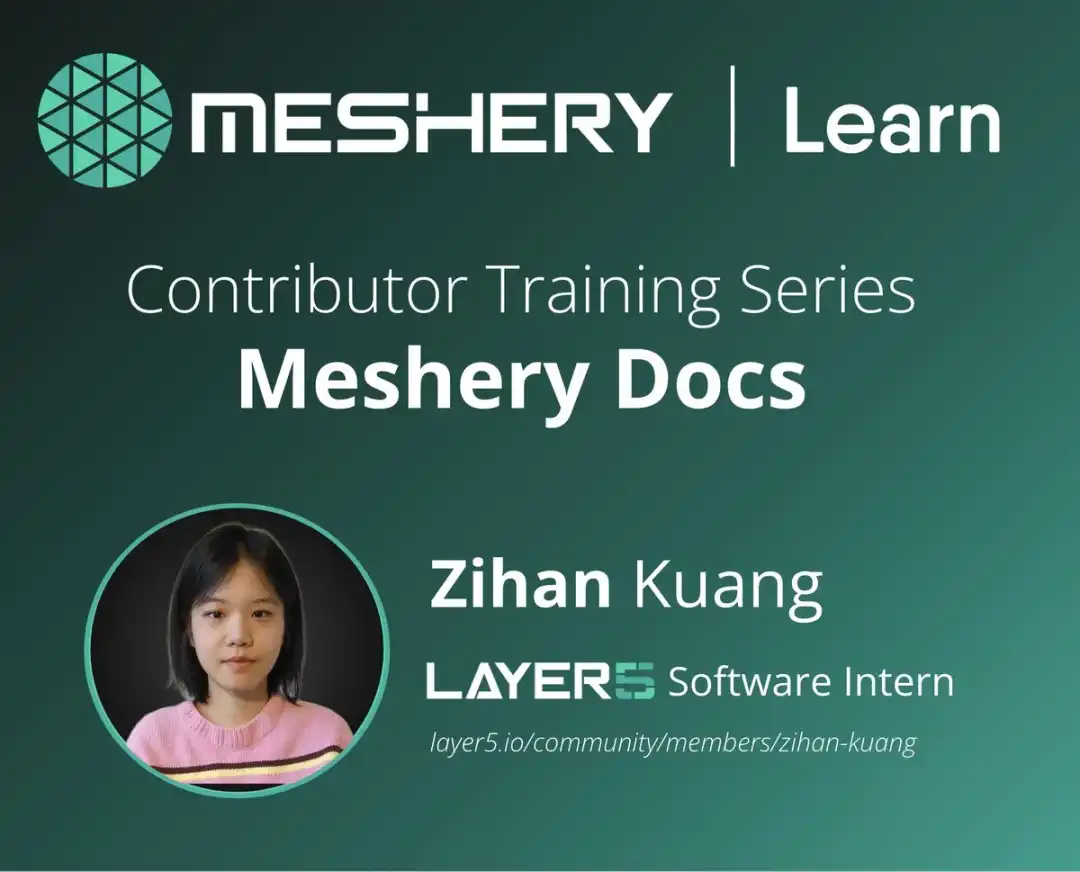 MESHERY | Learn
Contributor Training Series
Meshery Docs
Zihan Kuang
LAYER5 Software Intern
layer5.io/community/members/zihan-kuang